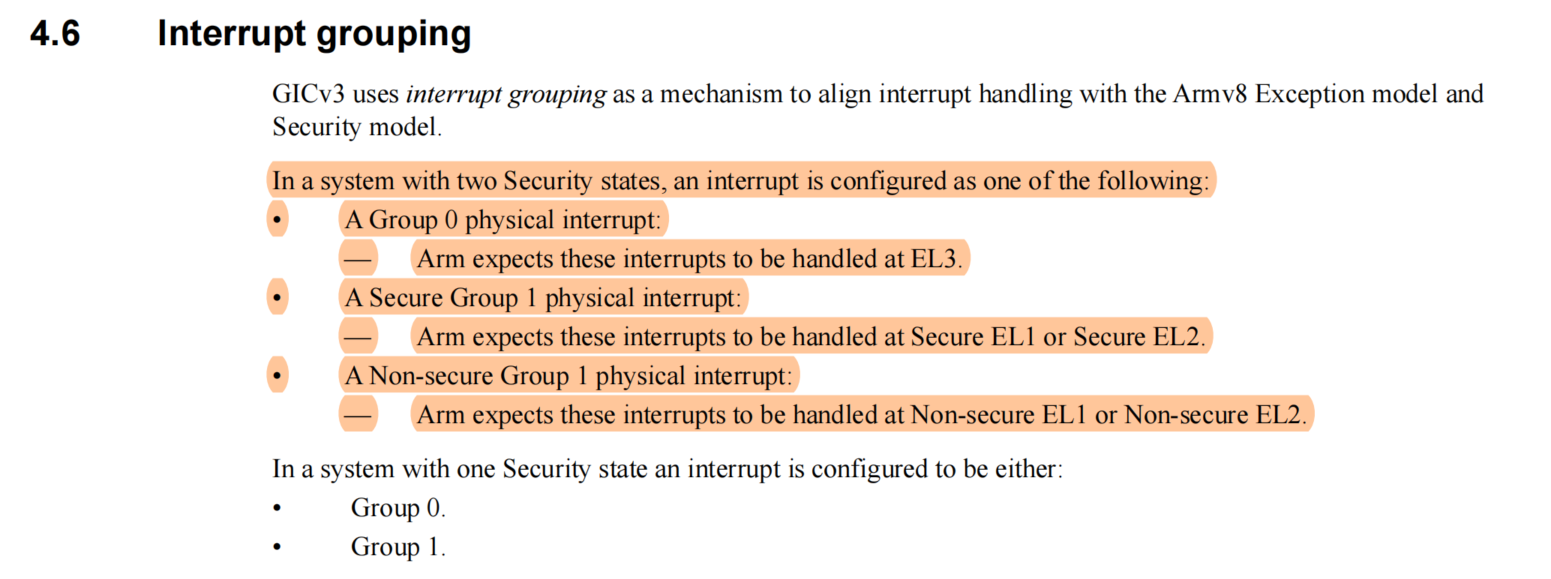 4.6 Interrupt grouping
GICv3 uses interrupt grouping as a mechanism to align interrupt handling with the Armv8 Exception model and
Security model.
In a system with two Security states, an interrupt is configured as one of the following:
• A Group 0 physical interrupt:
— Arm expects these interrupts to be handled at EL3.
• A Secure Group 1 physical interrupt:
— Arm expects these interrupts to be handled at Secure EL1 or Secure EL2.
• A Non-secure Group 1 physical interrupt:
— Arm expects these interrupts to be handled at Non-secure EL1 or Non-secure EL2.
In a system with one Security state an interrupt is configured to be either:
• Group 0.
• Group 1.